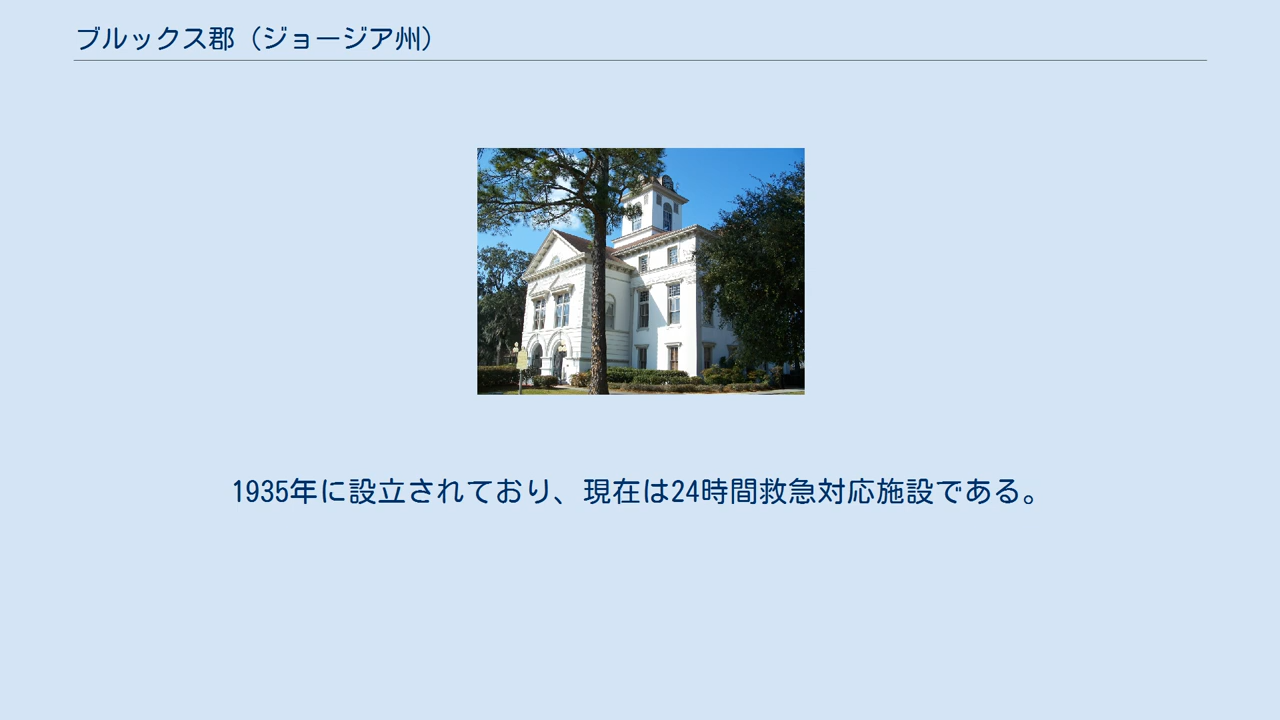 ブルックス郡（ジョージア州）
1935年に設立されており、現在は24時間救急対応施設である。